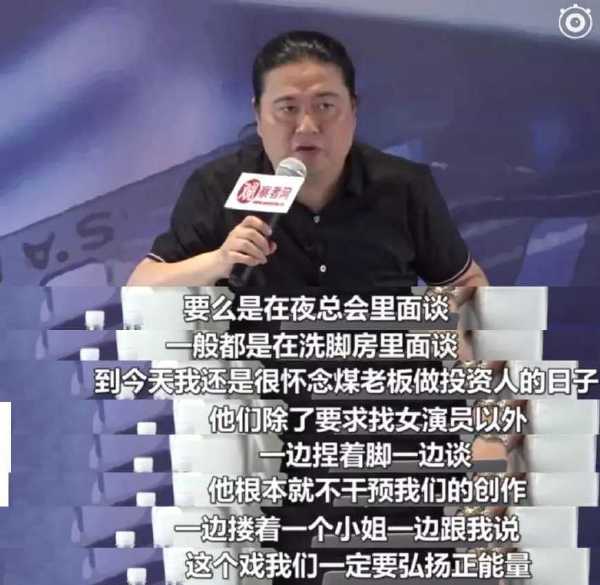 S.A
观察者网
要么是在夜总会里面谈
一般都是在洗脚房里面谈
到今天我还是很怀念煤老板做投资人的日子
他们除了要求找女演员以外
一边捏着脚一边谈
他根本就不干预我们的创作
一边搂着一个小姐一边跟我说
这个戏我们一定要弘扬正能量